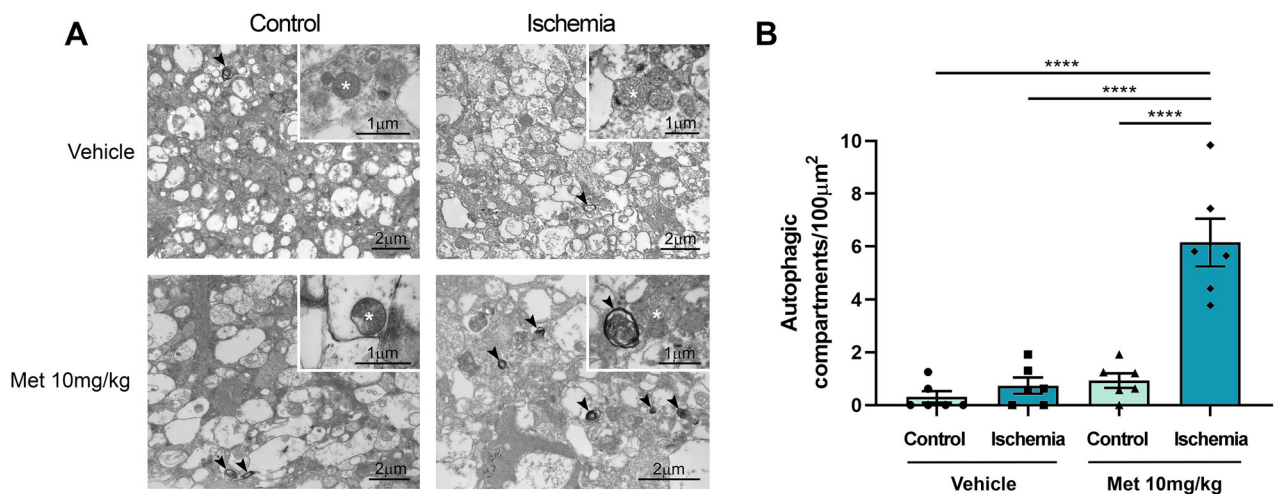 A
Control
Ischemia
Vehicle
*
1μm
2μm
*
1μm
2μm
Met 10mg/kg
*
1μm
2μm
*
1μm
2μm
B
****
****
****
Autophagic
compartments/100μm²
10
8
6
4
2
0
Control
Ischemia
Control
Ischemia
Vehicle
Met 10mg/kg